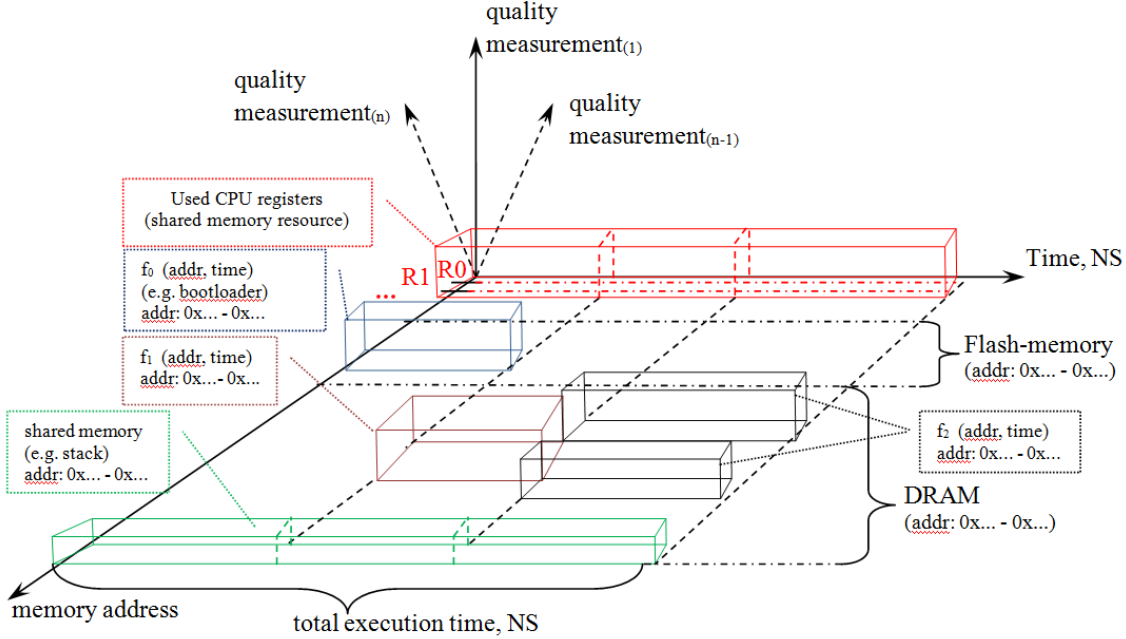 quality
measurement(1)
quality
measurement(n)
quality
measurement(n-1)
Used CPU registers
(shared memory resource)
R1 R0
...
Time, NS
f0 (addr, time)
(e.g. bootloader)
addr: 0x... - 0x...
f1 (addr, time)
addr: 0x... - 0x...
Flash-memory
(addr: 0x... - 0x...)
shared memory
(e.g. stack)
addr: 0x... - 0x...
f2 (addr, time)
addr: 0x... - 0x...
DRAM
(addr: 0x... - 0x...)
memory address
total execution time, NS